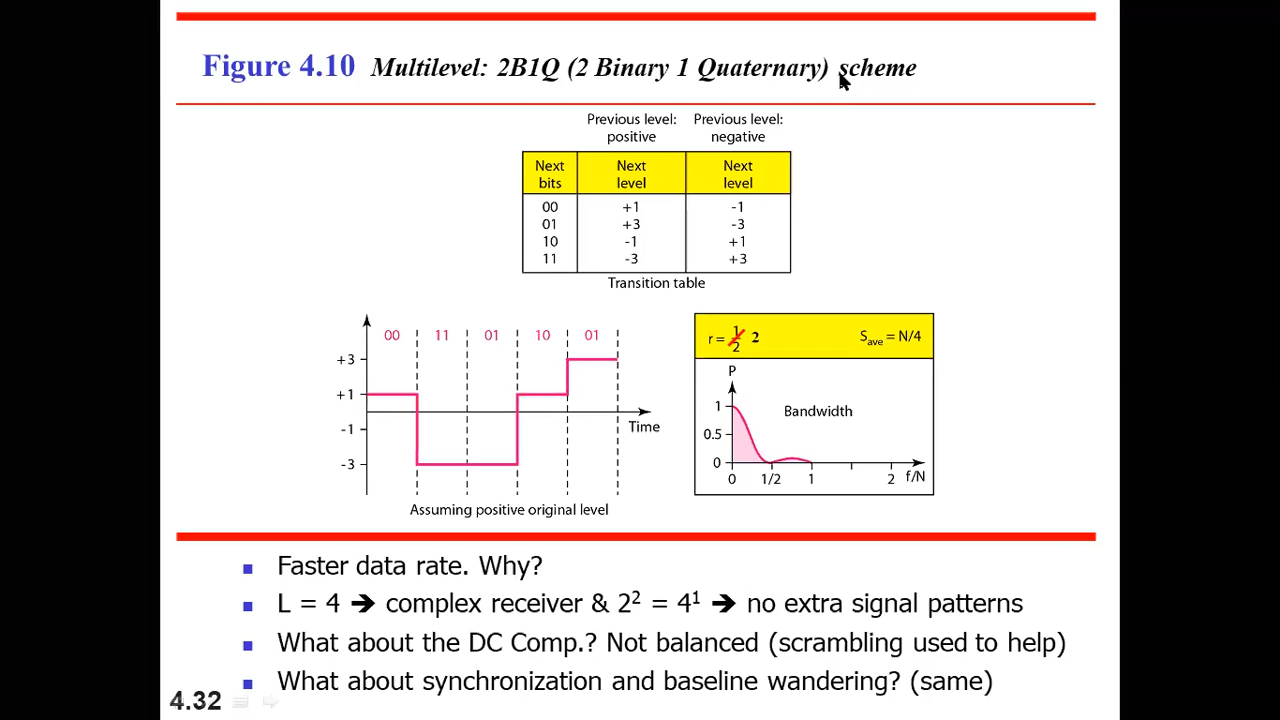 Figure 4.10 Multilevel: 2B1Q (2 Binary 1 Quaternary) scheme
Previous level: positive
Previous level: negative
Next bits
Next level
Next level
00 +1 -1
01 +3 -3
10 -1 +1
11 -3 +3
Transition table
00 11 01 10 01
+3
+1
-1
-3
Time
Assuming positive original level
r = 1/2 2 Save = N/4
P
1
0.5
0
Bandwidth
0 1/2 1 2 f/N
Faster data rate. Why?
L = 4 ➔ complex receiver & 2² = 4¹ ➔ no extra signal patterns
What about the DC Comp.? Not balanced (scrambling used to help)
What about synchronization and baseline wandering? (same)
4.32